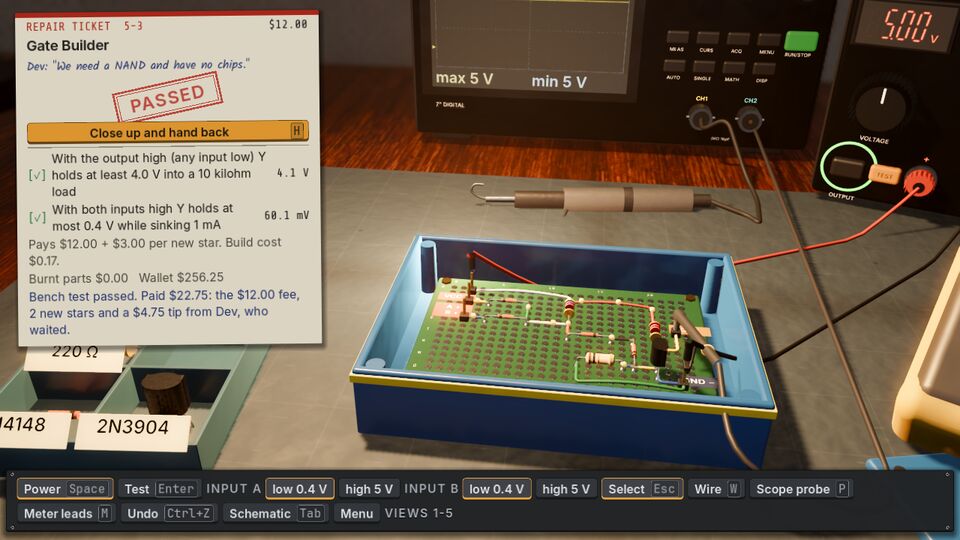 REPAIR TICKET 5-3 $12.00
Gate Builder
Dev: "We need a NAND and have no chips."
PASSED
Close up and hand back H
[✓] With the output high (any input low) Y
holds at least 4.0 V into a 10 kilohm 4.1 V
load
[✓] With both inputs high Y holds at
most 0.4 V while sinking 1 mA 60.1 mV
Pays $12.00 + $3.00 per new star. Build cost
$0.17.
Burnt parts $0.00 Wallet $256.25
Bench test passed. Paid $22.75: the $12.00 fee,
2 new stars and a $4.75 tip from Dev, who
waited.
max 5 V min 5 V
7" DIGITAL
MEAS CURS ACQ MENU RUN/STOP
AUTO SINGLE MATH DISP
CH1 CH2
5.00 V
VOLTAGE
OUTPUT
TEST
+
220 Ω
4148
2N3904
Power Space Test Enter INPUT A low 0.4 V high 5 V INPUT B low 0.4 V high 5 V Select Esc Wire W Scope probe P
Meter leads M Undo Ctrl+Z Schematic Tab Menu VIEWS 1-5